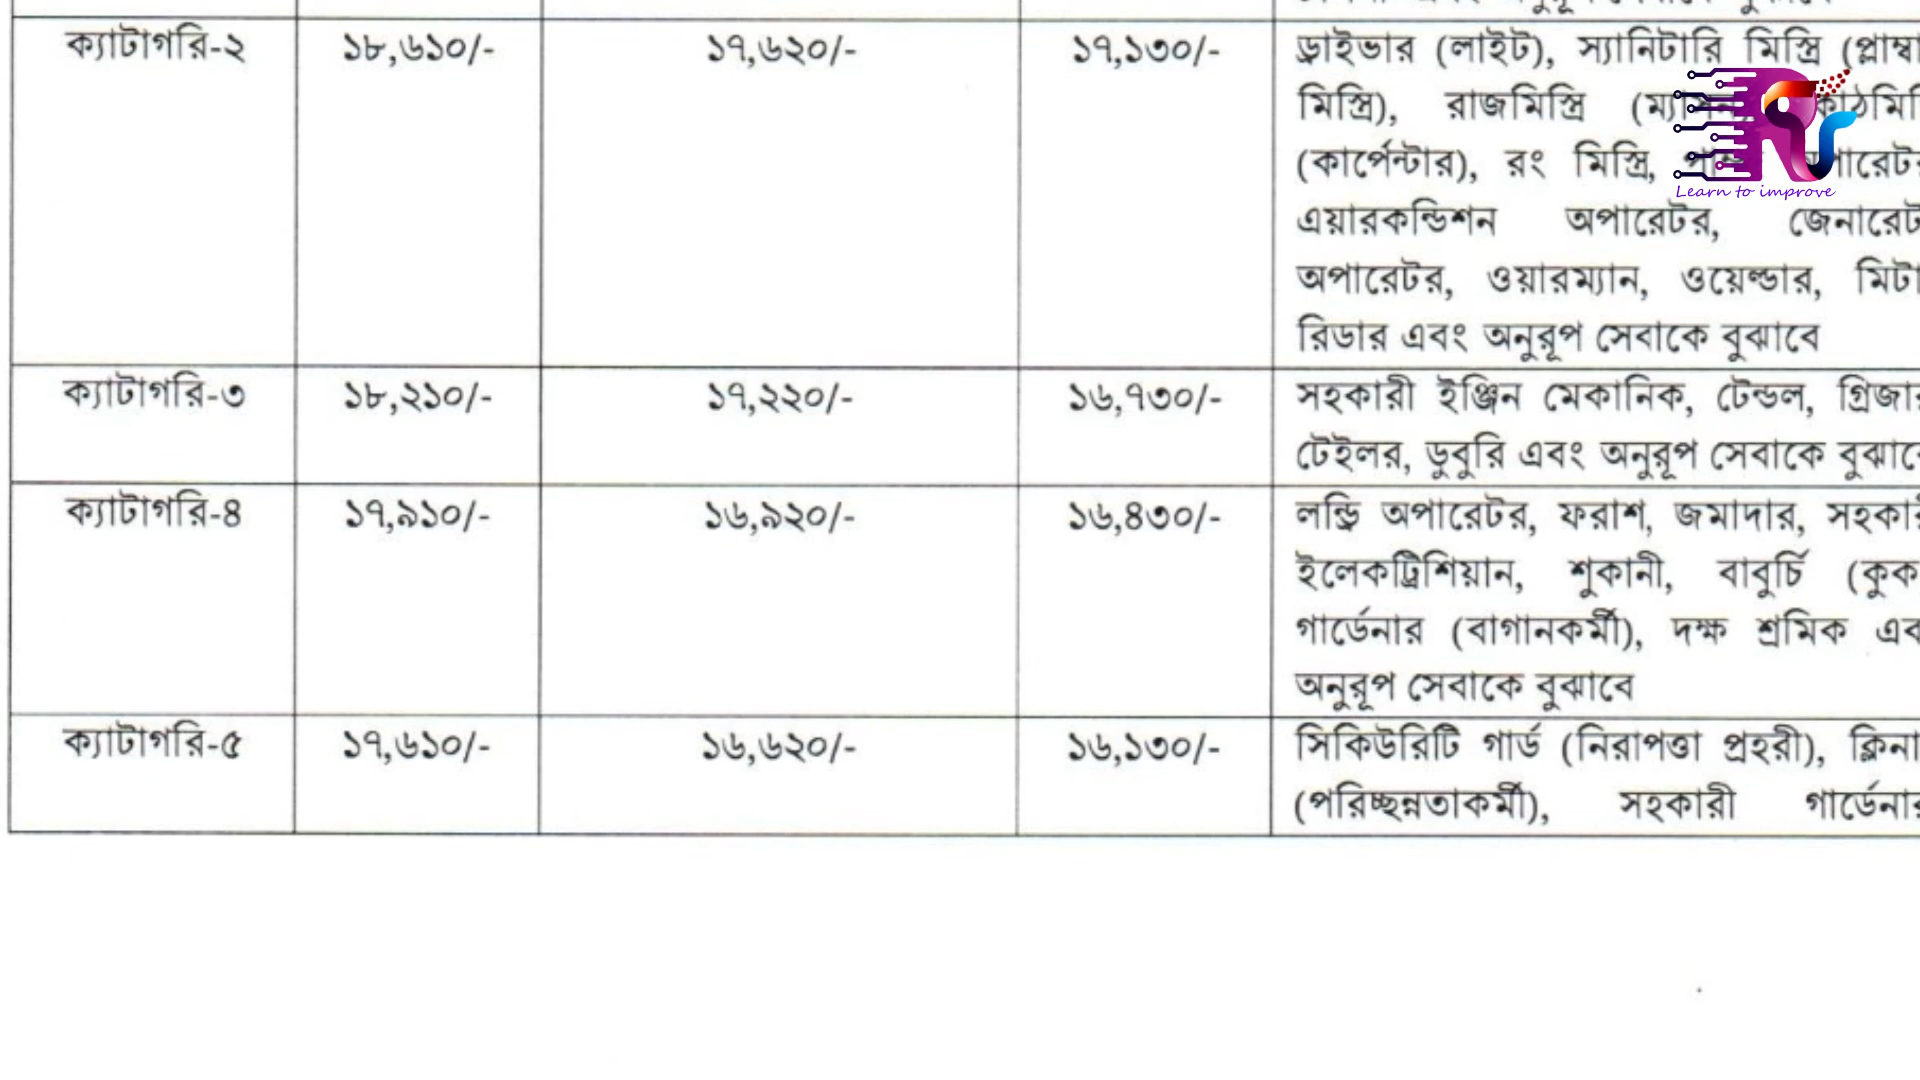 ক্যাটাগরি-২ ১৮,৬১০/- ১৭,৬২০/- ১৭,১৩০/- ড্রাইভার (লাইট), স্যানিটারি মিস্ত্রি (প্লাম্বা
মিস্ত্রি), রাজমিস্ত্রি কাঠমি
(কার্পেন্টার), রং মিস্ত্রি,
এয়ারকন্ডিশন অপারেটর, জেনারেট
অপারেটর, ওয়ারম্যান, ওয়েল্ডার, মিটা
রিডার এবং অনুরূপ সেবাকে বুঝাবে
ক্যাটাগরি-৩ ১৮,২১০/- ১৭,২২০/- ১৬,৭৩০/- সহকারী ইঞ্জিন মেকানিক, টেন্ডল, গ্রিজার
টেইলর, ডুবুরি এবং অনুরূপ সেবাকে বুঝাবে
ক্যাটাগরি-৪ ১৭,৯১০/- ১৬,৯২০/- ১৬,৪৩০/- লন্ড্রি অপারেটর, ফরাশ, জমাদার, সহকারী
ইলেকট্রিশিয়ান, শুকানী, বাবুর্চি (কুক
গার্ডেনার (বাগানকর্মী), দক্ষ শ্রমিক এব
অনুরূপ সেবাকে বুঝাবে
ক্যাটাগরি-৫ ১৭,৬১০/- ১৬,৬২০/- ১৬,১৩০/- সিকিউরিটি গার্ড (নিরাপত্তা প্রহরী), ক্লিনা
(পরিচ্ছন্নতাকর্মী), সহকারী গার্ডেনার
Learn to improve